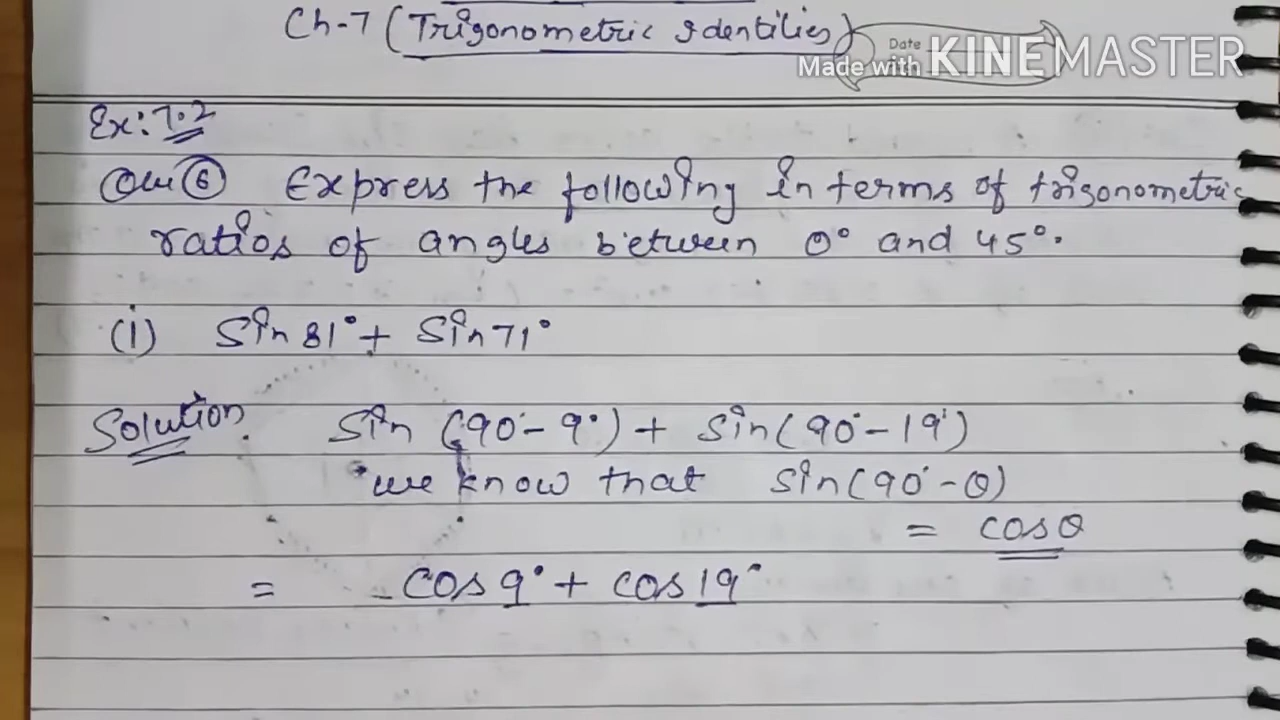 Ch-7 (Trigonometric Identities)
Date
Made with KINEMASTER
Ex: 7.2
Que 6 Express the following in terms of trigonometric
ratios of angles between 0° and 45°.
(i) Sin 81° + Sin 71°
Solution. Sin (90°- 9°) + Sin (90°- 19°)
we know that Sin(90°-θ)
= cosθ
= cos 9° + cos 19°